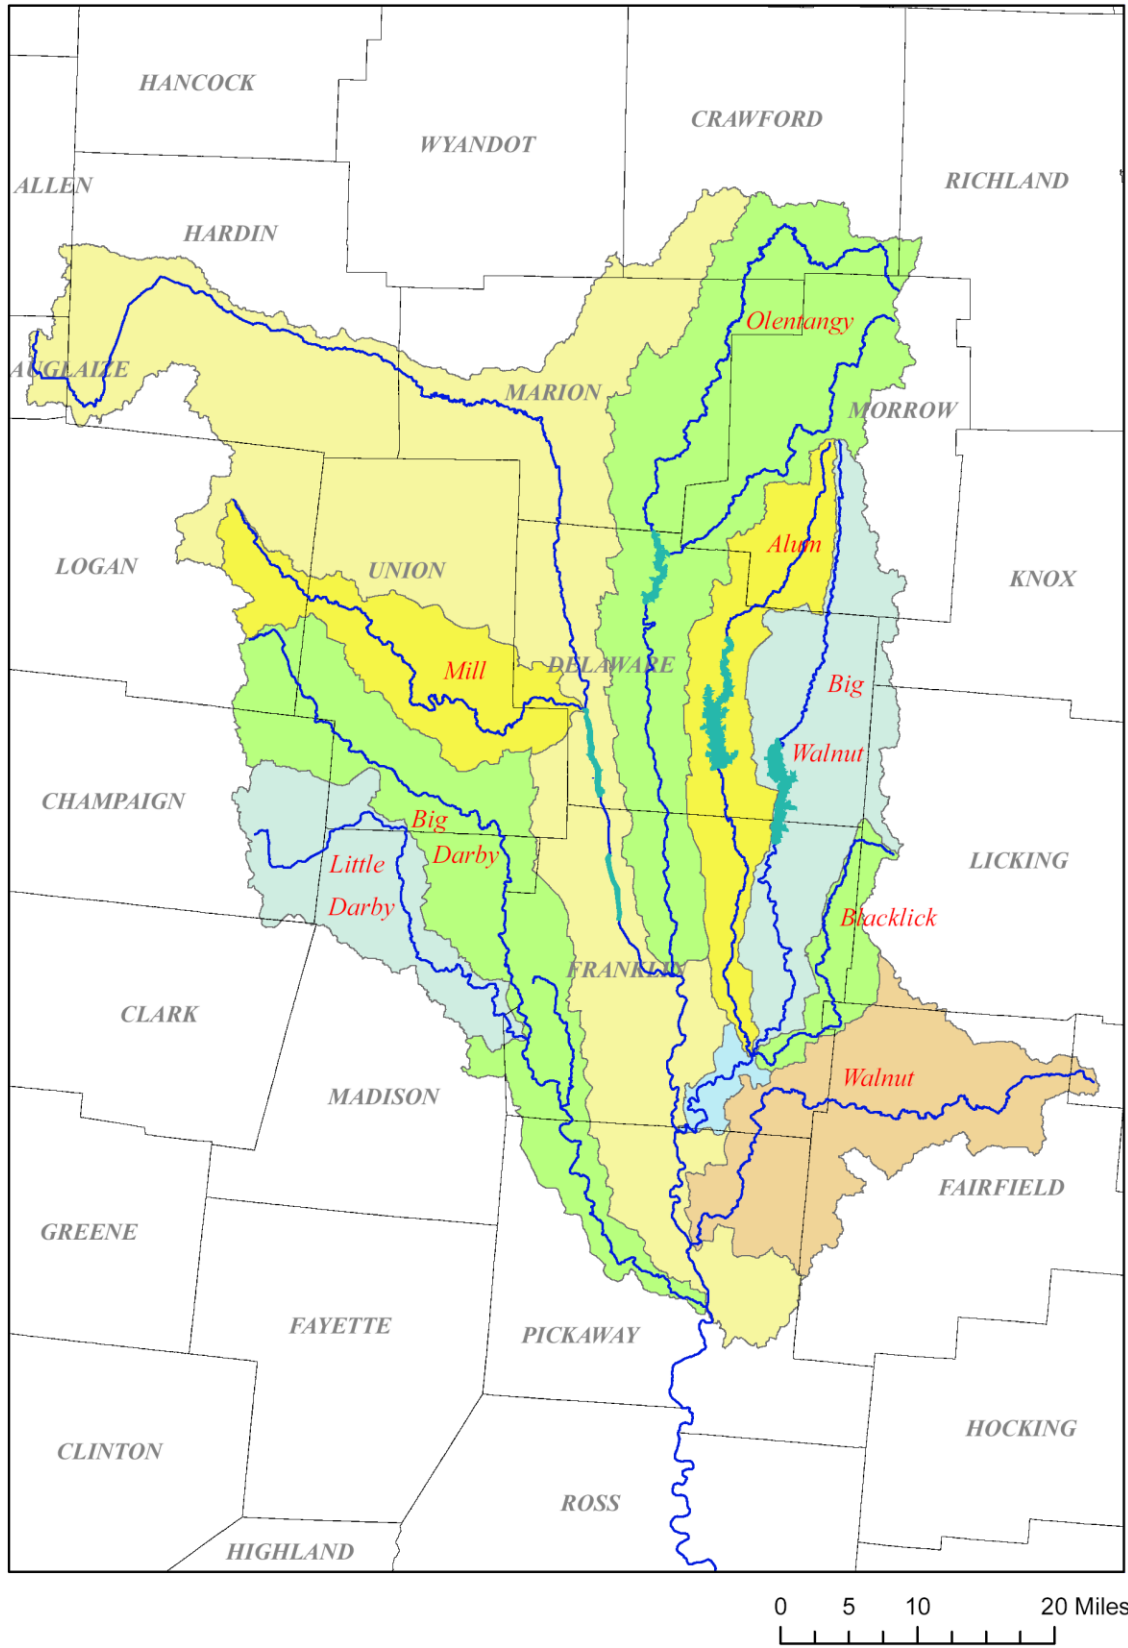 HANCOCK
CRAWFORD
WYANDOT
RICHLAND
ALLEN
HARDIN
Olentangy
AUGLAIZE
MARION
MORROW
Alum
LOGAN
UNION
KNOX
DELAWARE
Mill
Big
Walnut
CHAMPAIGN
Big
Darby
LICKING
Little
Darby
Blacklick
FRANKLIN
CLARK
Walnut
MADISON
FAIRFIELD
GREENE
FAYETTE
PICKAWAY
HOCKING
CLINTON
ROSS
HIGHLAND
0 5 10 20 Miles